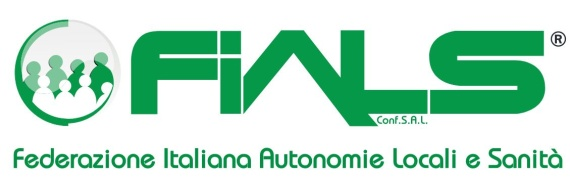 FIALS ®
Conf.S.A.L.
Federazione Italiana Autonomie Locali e Sanità